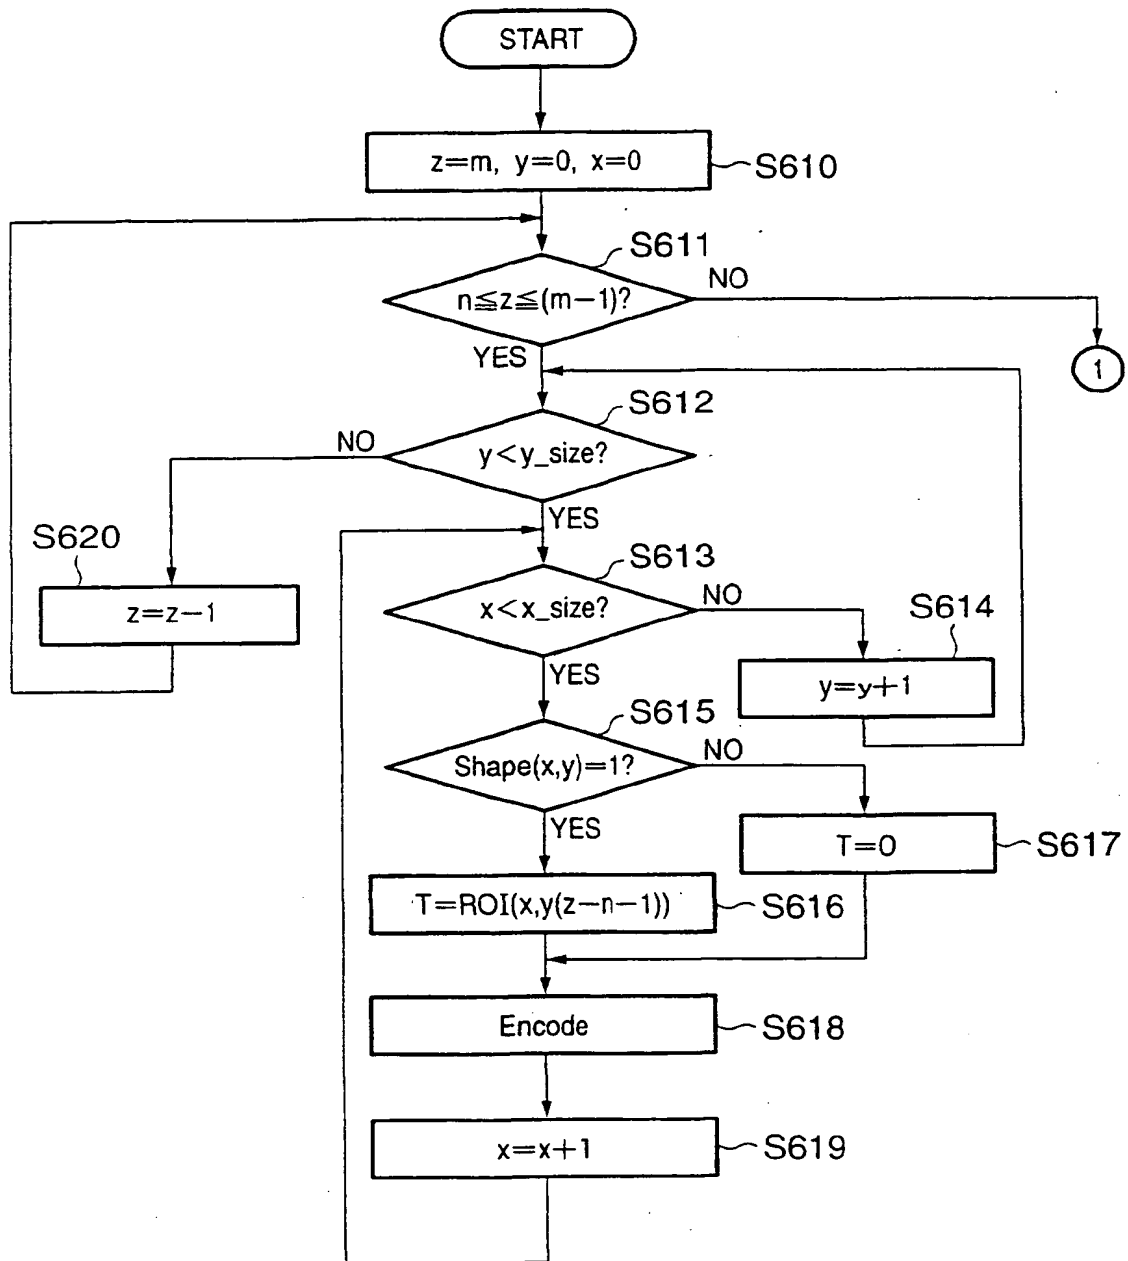 START
z=m, y=0, x=0
S610
S611
n≦z≦(m−1)?
NO
YES
1
S612
y<y_size?
NO
YES
S620
z=z−1
S613
x<x_size?
NO
YES
S614
y=y+1
S615
Shape(x,y)=1?
NO
YES
T=0
S617
T=ROI(x,y(z−n−1))
S616
Encode
S618
x=x+1
S619